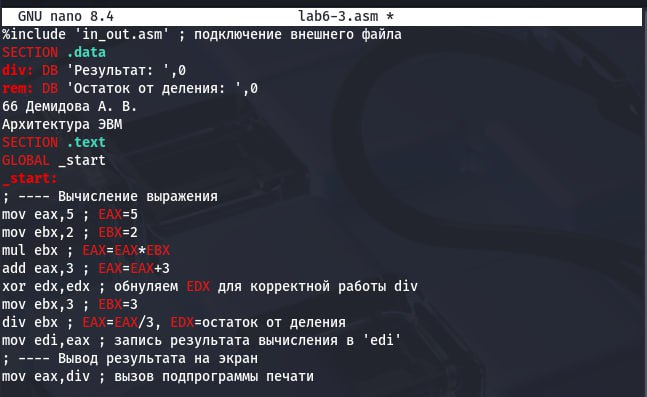 GNU nano 8.4 lab6-3.asm *
%include 'in_out.asm' ; подключение внешнего файла
SECTION .data
div: DB 'Результат: ',0
rem: DB 'Остаток от деления: ',0
66 Демидова А. В.
Архитектура ЭВМ
SECTION .text
GLOBAL _start
_start:
; ---- Вычисление выражения
mov eax,5 ; EAX=5
mov ebx,2 ; EBX=2
mul ebx ; EAX=EAX*EBX
add eax,3 ; EAX=EAX+3
xor edx,edx ; обнуляем EDX для корректной работы div
mov ebx,3 ; EBX=3
div ebx ; EAX=EAX/3, EDX=остаток от деления
mov edi,eax ; запись результата вычисления в 'edi'
; ---- Вывод результата на экран
mov eax,div ; вызов подпрограммы печати